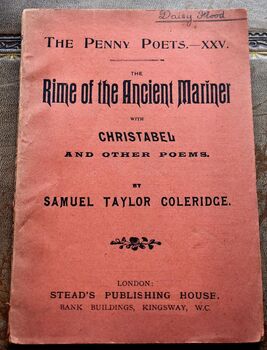 Daisy Flood
THE PENNY POETS.—XXV.
THE
Rime of the Ancient Mariner
WITH
CHRISTABEL
AND OTHER POEMS.
BY
SAMUEL TAYLOR COLERIDGE.
LONDON:
STEAD'S PUBLISHING HOUSE,
BANK BUILDINGS, KINGSWAY, W.C.